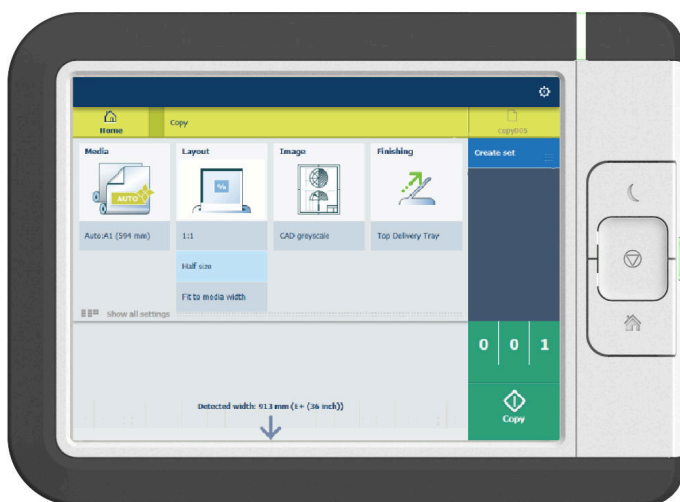 Home
Copy
copy005
Media
Layout
Image
Finishing
Create set
%
AUTO
Auto:A1 (594 mm)
1:1
CAD greyscale
Top Delivery Tray
Half size
Fit to media width
Show all settings
0 0 1
Detected width: 913 mm (E+ (36 inch))
Copy